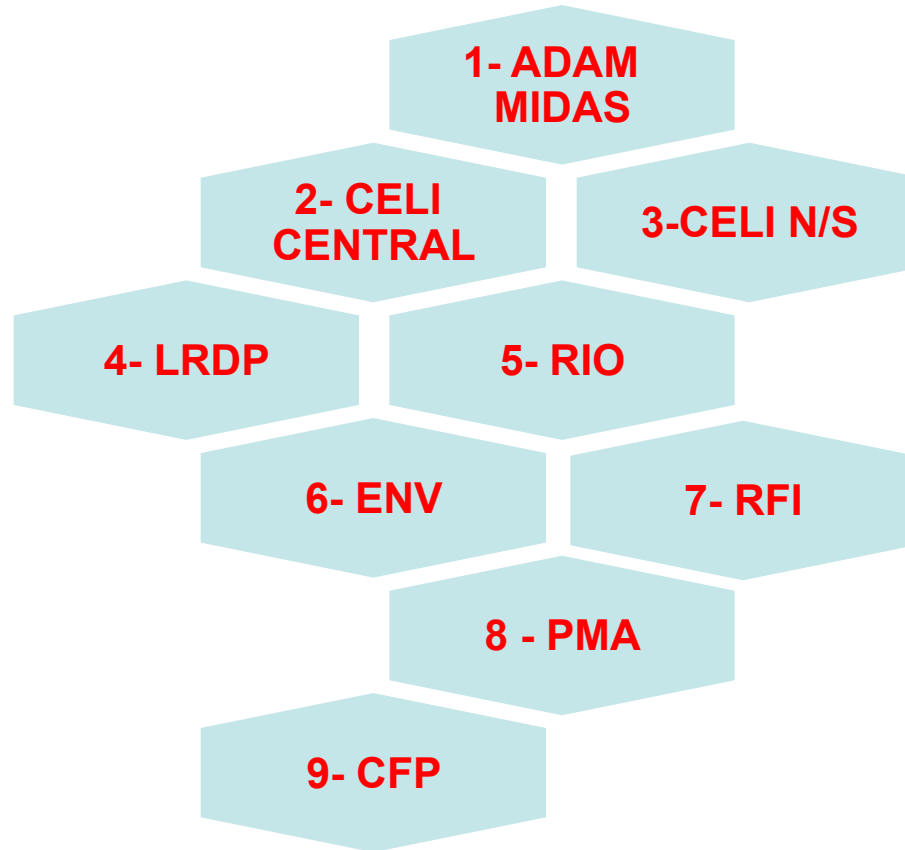 1- ADAM
MIDAS
2- CELI
CENTRAL
3-CELI N/S
4- LRDP
5- RIO
6- ENV
7- RFI
8 - PMA
9- CFP